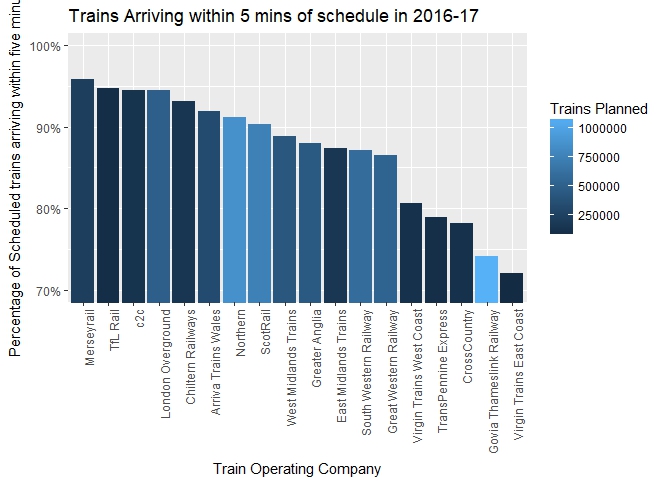 Trains Arriving within 5 mins of schedule in 2016-17
Percentage of Scheduled trains arriving within five
100%
90%
80%
70%
Merseyrail
TfL Rail
c2c
London Overground
Chiltern Railways
Arriva Trains Wales
Northern
ScotRail
West Midlands Trains
Greater Anglia
East Midlands Trains
South Western Railway
Great Western Railway
Virgin Trains West Coast
TransPennine Express
CrossCountry
Govia Thameslink Railway
Virgin Trains East Coast
Train Operating Company
Trains Planned
1000000
750000
500000
250000